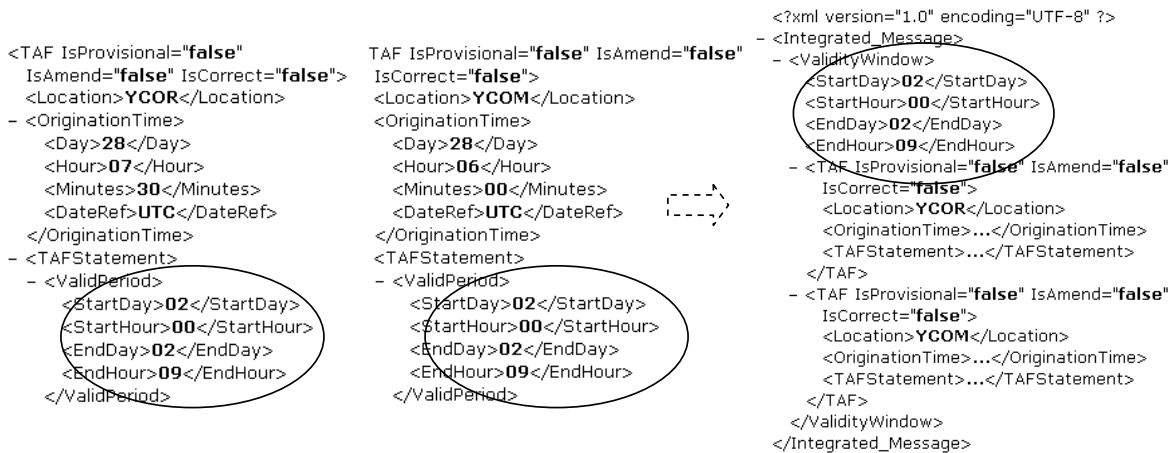 <TAF IsProvisional="false"
IsAmend="false" IsCorrect="false">
<Location>YCOR</Location>
– <OriginationTime>
<Day>28</Day>
<Hour>07</Hour>
<Minutes>30</Minutes>
<DateRef>UTC</DateRef>
</OriginationTime>
– <TAFStatement>
– <ValidPeriod>
<StartDay>02</StartDay>
<StartHour>00</StartHour>
<EndDay>02</EndDay>
<EndHour>09</EndHour>
</ValidPeriod>
TAF IsProvisional="false" IsAmend="false"
IsCorrect="false">
<Location>YCOM</Location>
<OriginationTime>
<Day>28</Day>
<Hour>06</Hour>
<Minutes>00</Minutes>
<DateRef>UTC</DateRef>
</OriginationTime>
<TAFStatement>
– <ValidPeriod>
<StartDay>02</StartDay>
<StartHour>00</StartHour>
<EndDay>02</EndDay>
<EndHour>09</EndHour>
</ValidPeriod>
<?xml version="1.0" encoding="UTF-8" ?>
– <Integrated_Message>
– <ValidityWindow>
<StartDay>02</StartDay>
<StartHour>00</StartHour>
<EndDay>02</EndDay>
<EndHour>09</EndHour>
– <TAF IsProvisional="false" IsAmend="false"
IsCorrect="false">
<Location>YCOR</Location>
<OriginationTime>...</OriginationTime>
<TAFStatement>...</TAFStatement>
</TAF>
– <TAF IsProvisional="false" IsAmend="false"
IsCorrect="false">
<Location>YCOM</Location>
<OriginationTime>...</OriginationTime>
<TAFStatement>...</TAFStatement>
</TAF>
</ValidityWindow>
</Integrated_Message>